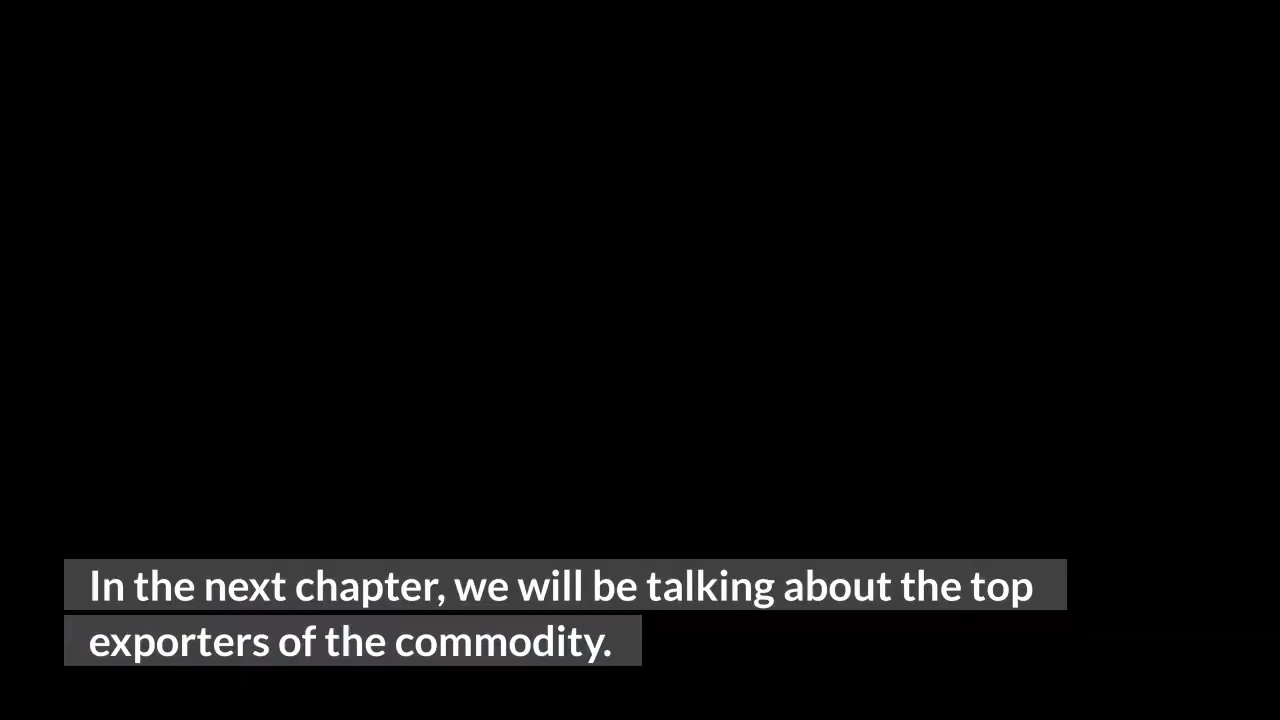 In the next chapter, we will be talking about the top
exporters of the commodity.